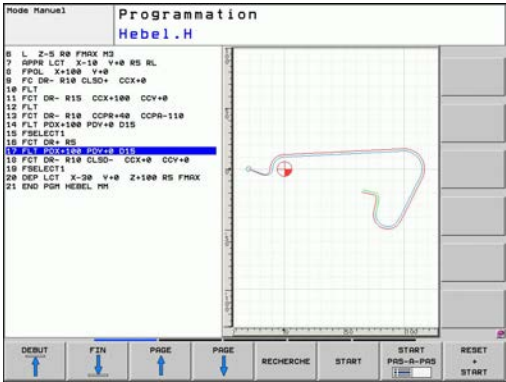 Mode Manuel
Programmation
Hebel.H
6 L Z-5 R0 FMAX M3
7 APPR LCT X-10 Y+0 R5 RL
8 FPOL X+100 Y+0
9 FC DR- R10 CLSD+ CCX+0
10 FLT
11 FCT DR- R15 CCX+100 CCY+0
12 FLT
13 FCT DR- R10 CCPR+40 CCPA-110
14 FLT PDX+100 PDY+0 D15
15 FSELECT1
16 FCT DR+ R5
17 FLT PDX+100 PDY+0 D15
18 FCT DR- R10 CLSD- CCX+0 CCY+0
19 FSELECT1
20 DEP LCT X-30 Y+0 Z+100 R5 FMAX
21 END PGM HEBEL MM
DEBUT
FIN
PAGE
PAGE
RECHERCHE
START
START
PAS-A-PAS
RESET
+
START